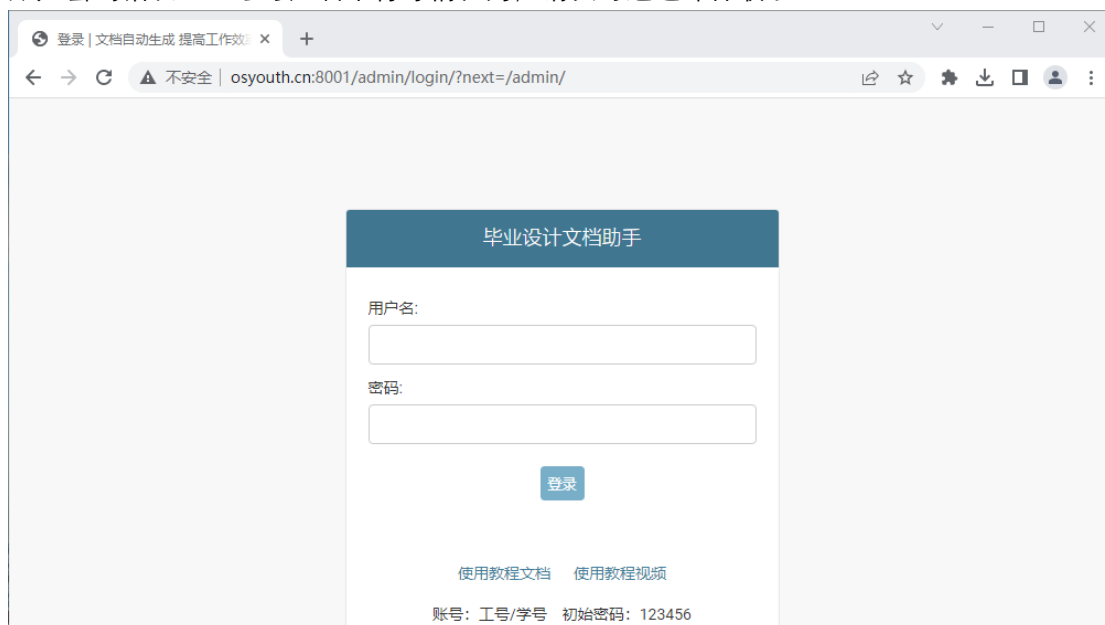 登录 | 文档自动生成 提高工作效
不安全 | osyouth.cn:8001/admin/login/?next=/admin/
毕业设计文档助手
用户名:
密码:
登录
使用教程文档 使用教程视频
账号：工号/学号 初始密码：123456